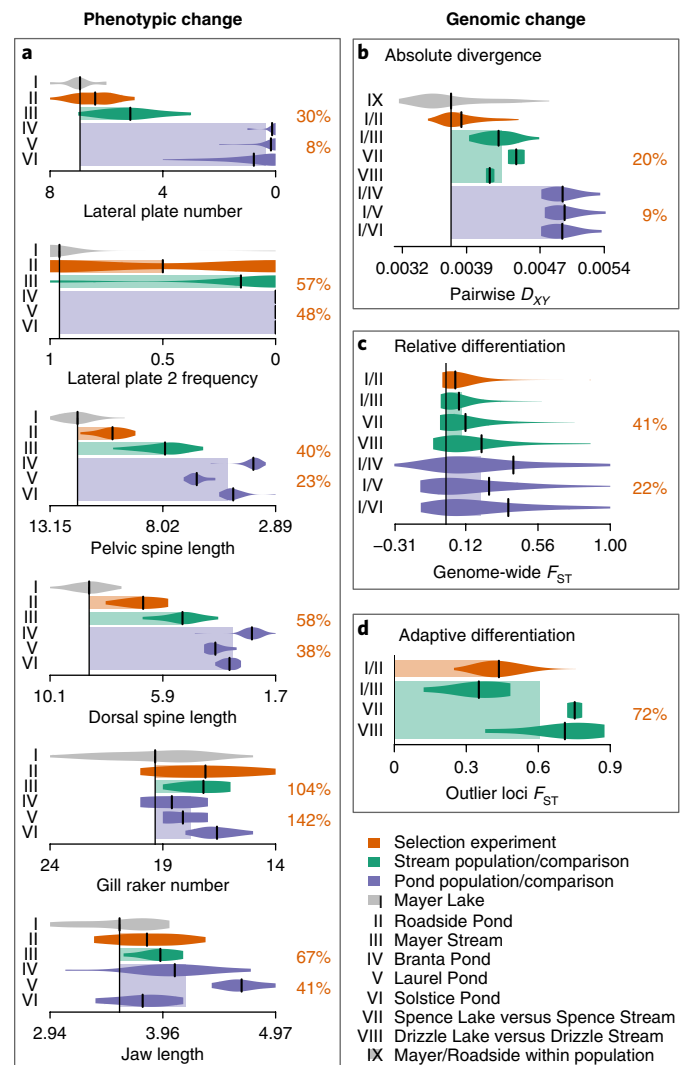 Phenotypic change
Genomic change
a
I
II
III
IV
V
VI
30%
8%
8
4
0
Lateral plate number
I
II
III
IV
V
VI
57%
48%
1
0.5
0
Lateral plate 2 frequency
I
II
III
IV
V
VI
40%
23%
13.15
8.02
2.89
Pelvic spine length
I
II
III
IV
V
VI
58%
38%
10.1
5.9
1.7
Dorsal spine length
I
II
III
IV
V
VI
104%
142%
24
19
14
Gill raker number
I
II
III
IV
V
VI
67%
41%
2.94
3.96
4.97
Jaw length
b Absolute divergence
IX
I/II
I/III
VII
VIII
I/IV
I/V
I/VI
20%
9%
0.0032
0.0039
0.0047
0.0054
Pairwise D_XY
c Relative differentiation
I/II
I/III
VII
VIII
I/IV
I/V
I/VI
41%
22%
−0.31
0.12
0.56
1.00
Genome-wide F_ST
d Adaptive differentiation
I/II
I/III
VII
VIII
72%
0
0.3
0.6
0.9
Outlier loci F_ST
Selection experiment
Stream population/comparison
Pond population/comparison
I Mayer Lake
II Roadside Pond
III Mayer Stream
IV Branta Pond
V Laurel Pond
VI Solstice Pond
VII Spence Lake versus Spence Stream
VIII Drizzle Lake versus Drizzle Stream
IX Mayer/Roadside within population